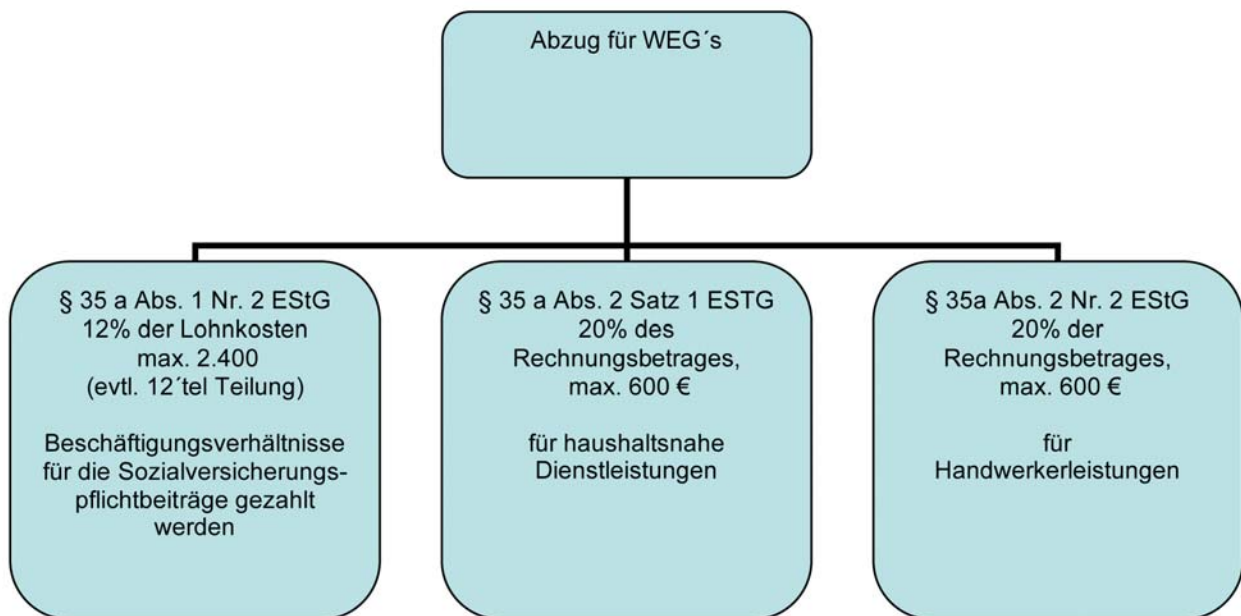 Abzug für WEG´s
§ 35 a Abs. 1 Nr. 2 EStG
12% der Lohnkosten
max. 2.400
(evtl. 12´tel Teilung)
Beschäftigungsverhältnisse
für die Sozialversicherungs-
pflichtbeiträge gezahlt
werden
§ 35 a Abs. 2 Satz 1 ESTG
20% des
Rechnungsbetrages,
max. 600 €
für haushaltsnahe
Dienstleistungen
§ 35a Abs. 2 Nr. 2 EStG
20% der
Rechnungsbetrages,
max. 600 €
für
Handwerkerleistungen